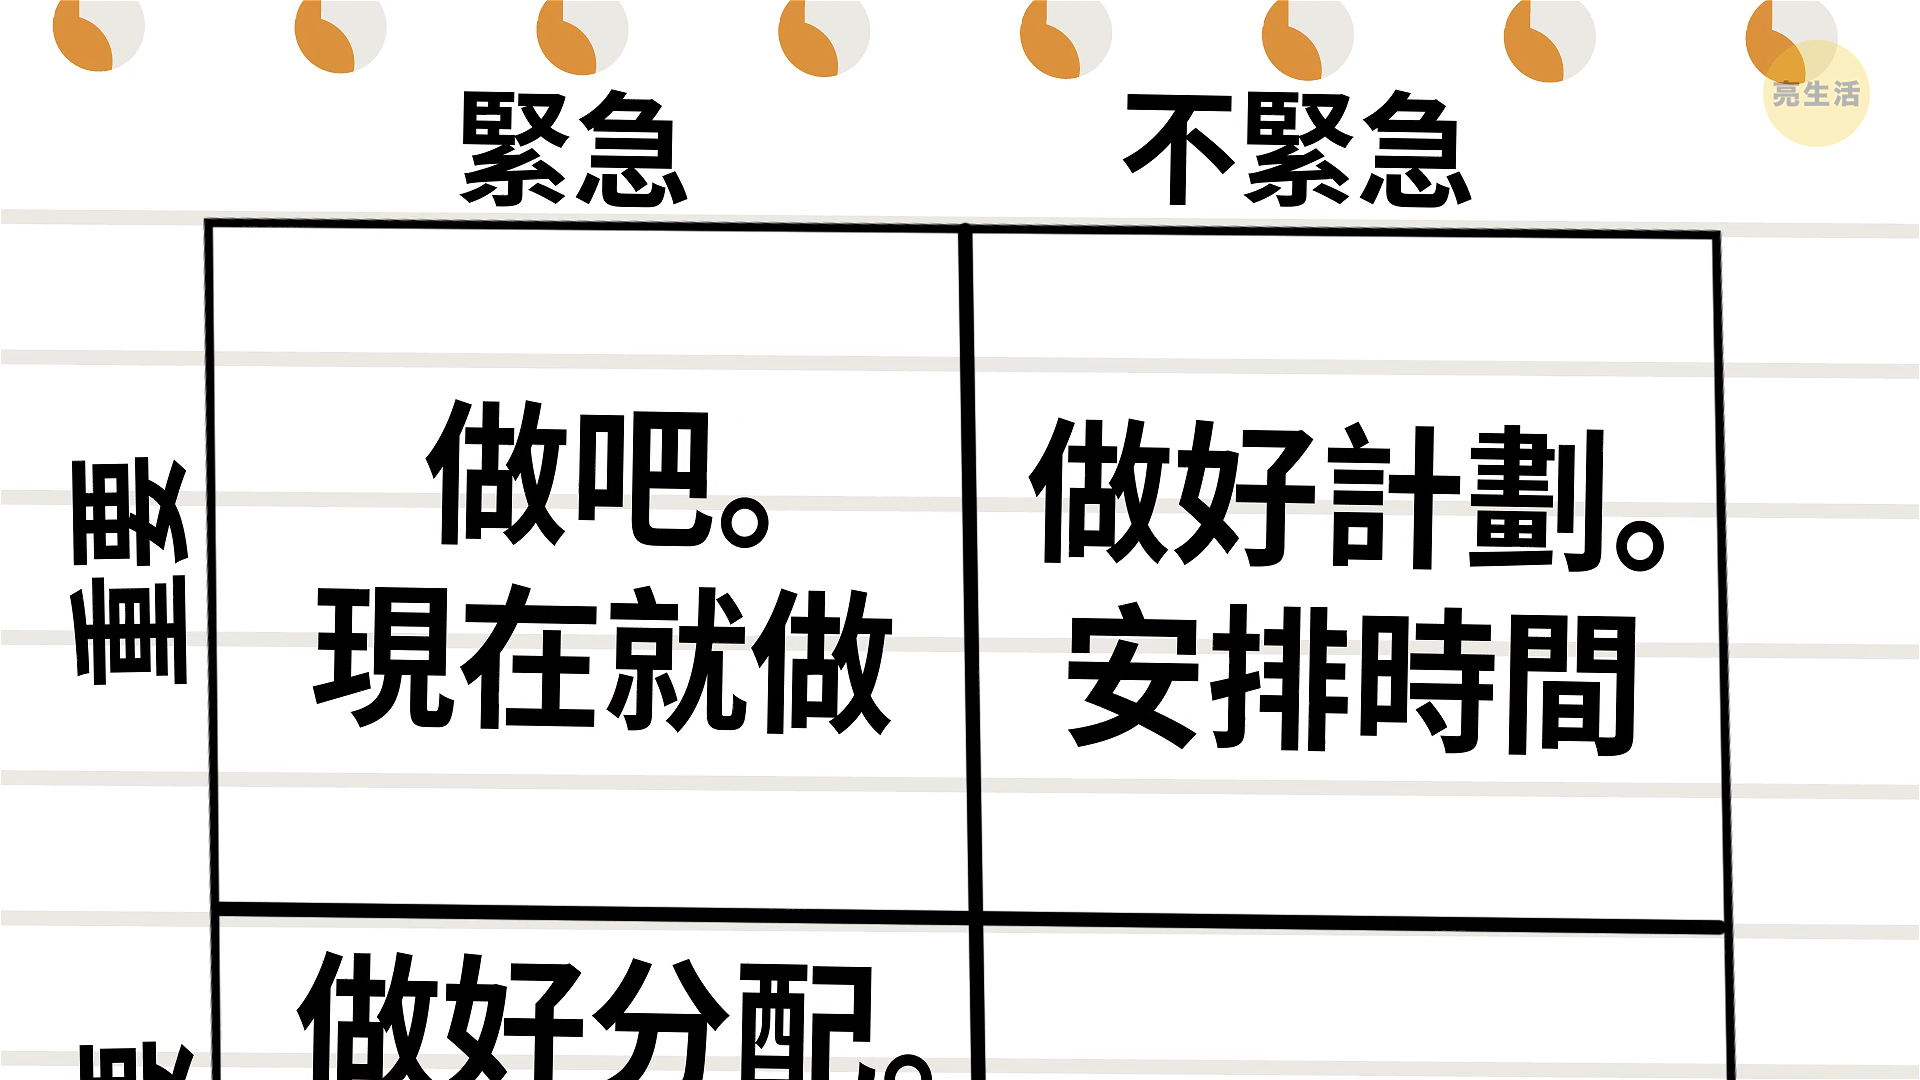 亮生活
緊急
不緊急
重要
做吧。
現在就做
做好計劃。
安排時間
做好分配。